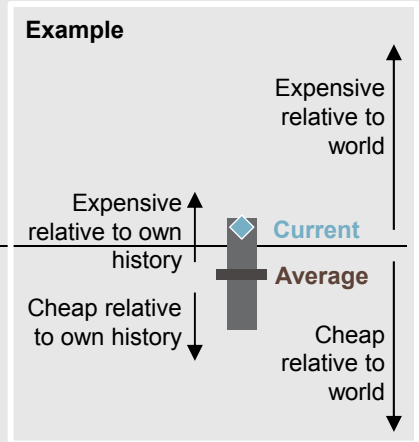 Example
Expensive
relative to
world
Expensive
relative to own
history
Current
Average
Cheap relative
to own history
Cheap
relative to
world